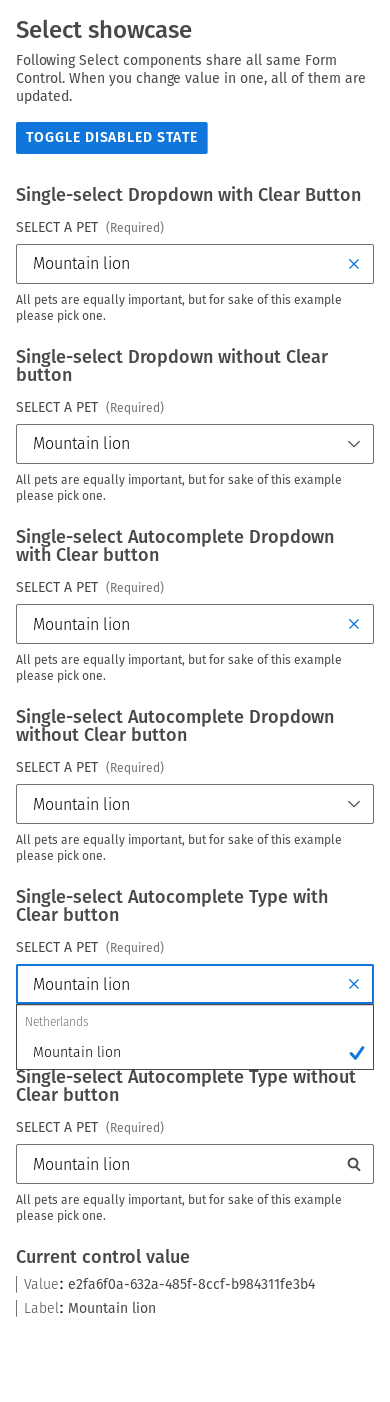 Select showcase
Following Select components share all same Form
Control. When you change value in one, all of them are
updated.
TOGGLE DISABLED STATE
Single-select Dropdown with Clear Button
SELECT A PET (Required)
Mountain lion
All pets are equally important, but for sake of this example
please pick one.
Single-select Dropdown without Clear
button
SELECT A PET (Required)
Mountain lion
All pets are equally important, but for sake of this example
please pick one.
Single-select Autocomplete Dropdown
with Clear button
SELECT A PET (Required)
Mountain lion
All pets are equally important, but for sake of this example
please pick one.
Single-select Autocomplete Dropdown
without Clear button
SELECT A PET (Required)
Mountain lion
All pets are equally important, but for sake of this example
please pick one.
Single-select Autocomplete Type with
Clear button
SELECT A PET (Required)
Mountain lion
Netherlands
Mountain lion
Single-select Autocomplete Type without
Clear button
SELECT A PET (Required)
Mountain lion
All pets are equally important, but for sake of this example
please pick one.
Current control value
Value: e2fa6f0a-632a-485f-8ccf-b984311fe3b4
Label: Mountain lion